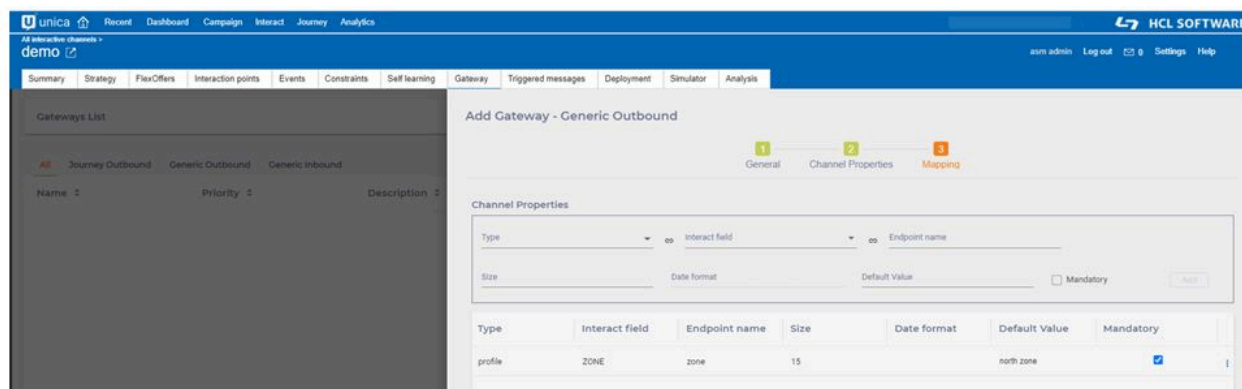 unica Recent Dashboard Campaign Interact Journey Analytics HCL SOFTWARE
All interactive channels >
demo asm admin Log out 0 Settings Help
Summary Strategy FlexOffers Interaction points Events Constraints Self learning Gateway Triggered messages Deployment Simulator Analysis
Gateways List
All Journey Outbound Generic Outbound Generic Inbound
Name Priority Description
Add Gateway - Generic Outbound
1 2 3
General Channel Properties Mapping
Channel Properties
Type Interact field Endpoint name
Size Date format Default Value Mandatory Add
Type Interact field Endpoint name Size Date format Default Value Mandatory
profile ZONE zone 15 north zone